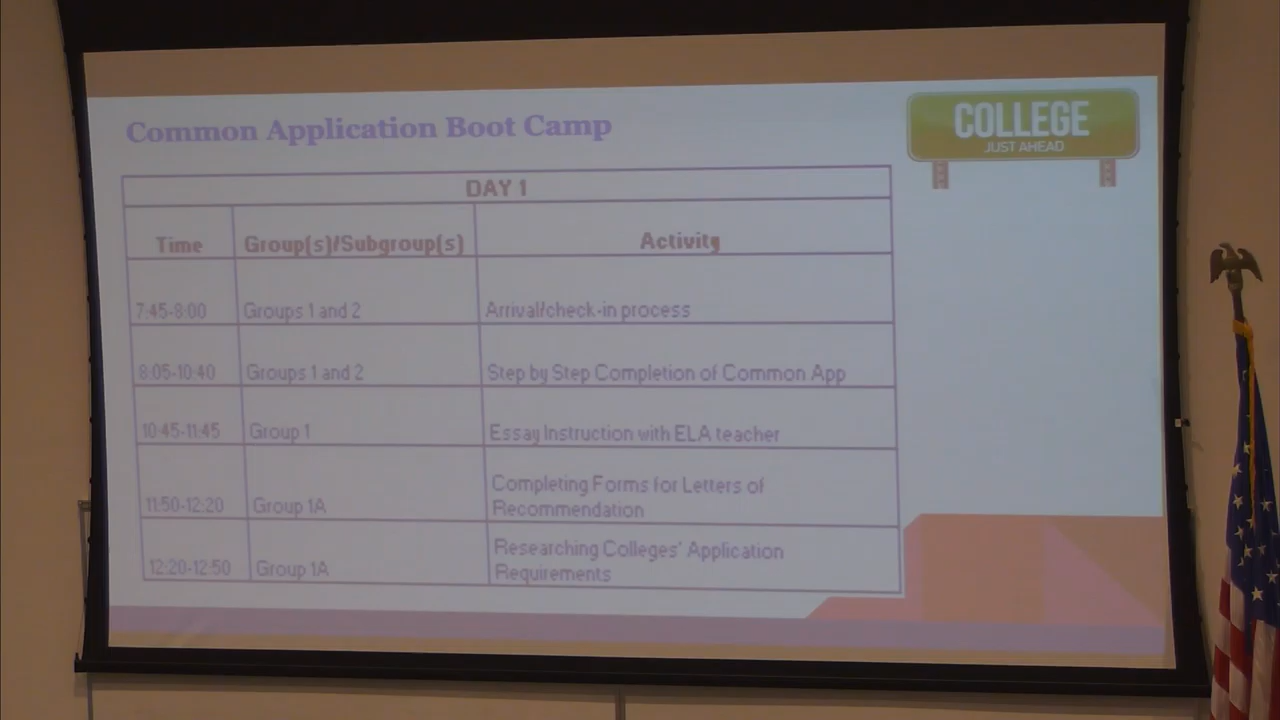 Common Application Boot Camp
COLLEGE
JUST AHEAD
DAY 1
Time Group(s)/Subgroup(s) Activity
7:45-8:00 Groups 1 and 2 Arrival/check-in process
8:05-10:40 Groups 1 and 2 Step by Step Completion of Common App
10:45-11:45 Group 1 Essay Instruction with ELA teacher
11:50-12:20 Group 1A Completing Forms for Letters of
Recommendation
12:20-12:50 Group 1A Researching Colleges' Application
Requirements